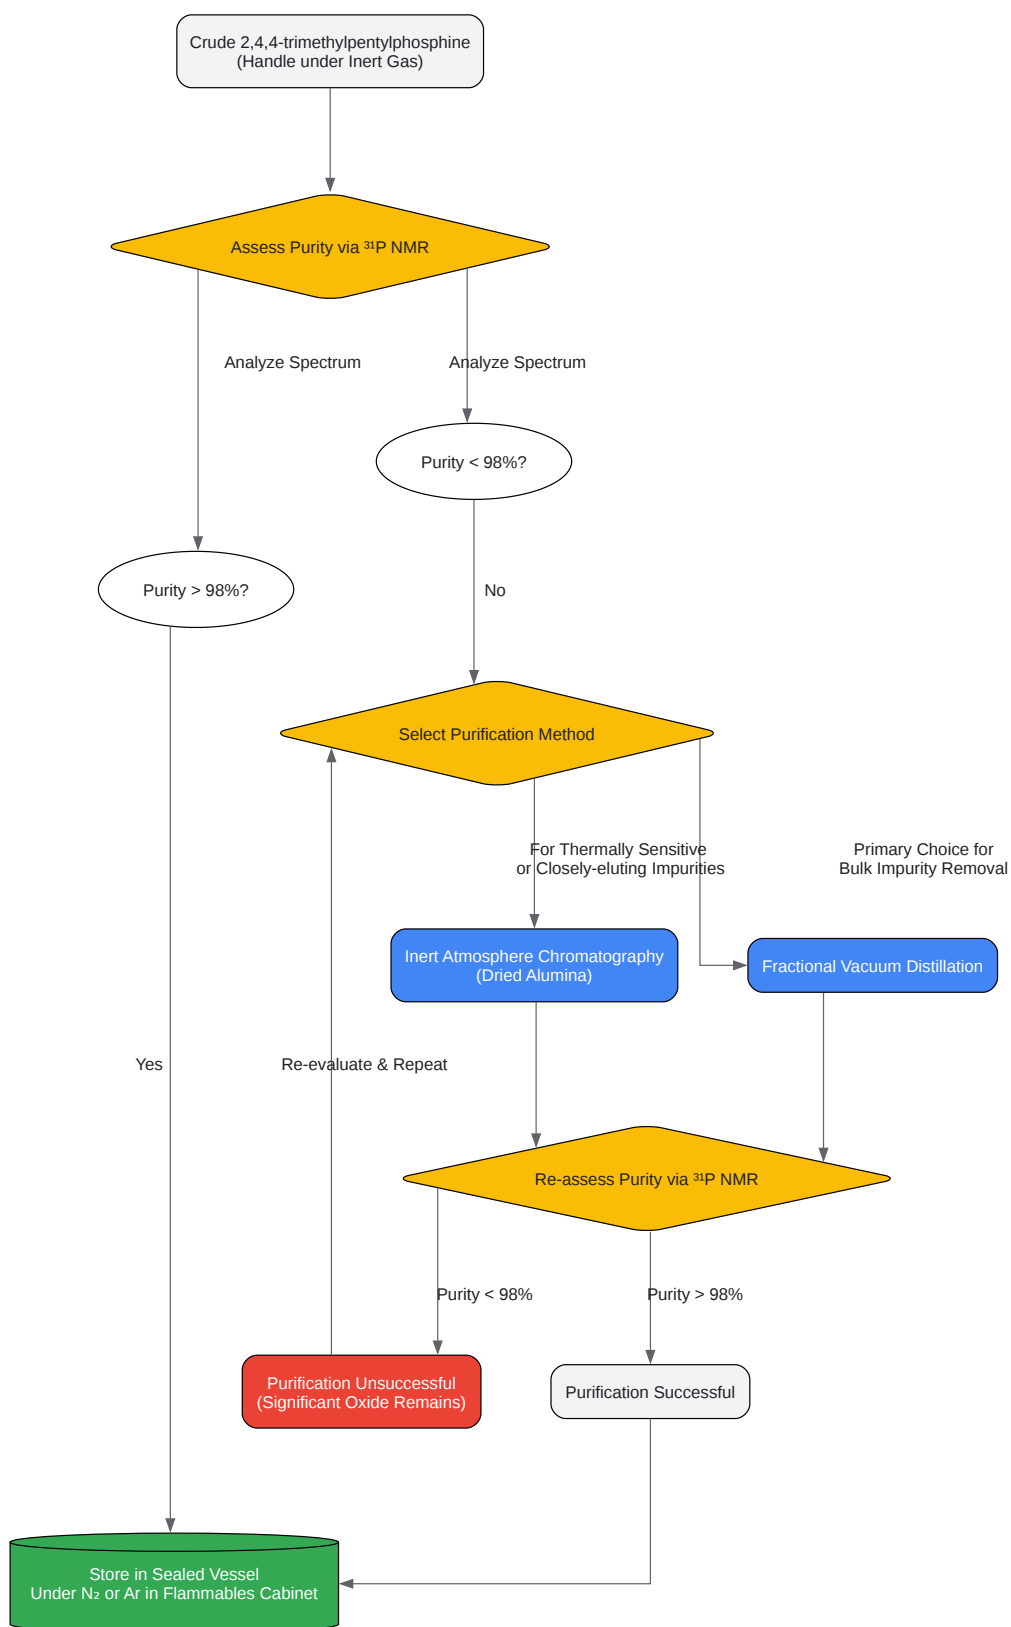 Crude 2,4,4-trimethylpentylphosphine
(Handle under Inert Gas)
Assess Purity via ³¹P NMR
Analyze Spectrum
Analyze Spectrum
Purity < 98%?
Purity > 98%?
No
Select Purification Method
For Thermally Sensitive
or Closely-eluting Impurities
Primary Choice for
Bulk Impurity Removal
Inert Atmosphere Chromatography
(Dried Alumina)
Fractional Vacuum Distillation
Yes
Re-evaluate & Repeat
Re-assess Purity via ³¹P NMR
Purity < 98%
Purity > 98%
Purification Unsuccessful
(Significant Oxide Remains)
Purification Successful
Store in Sealed Vessel
Under N₂ or Ar in Flammables Cabinet